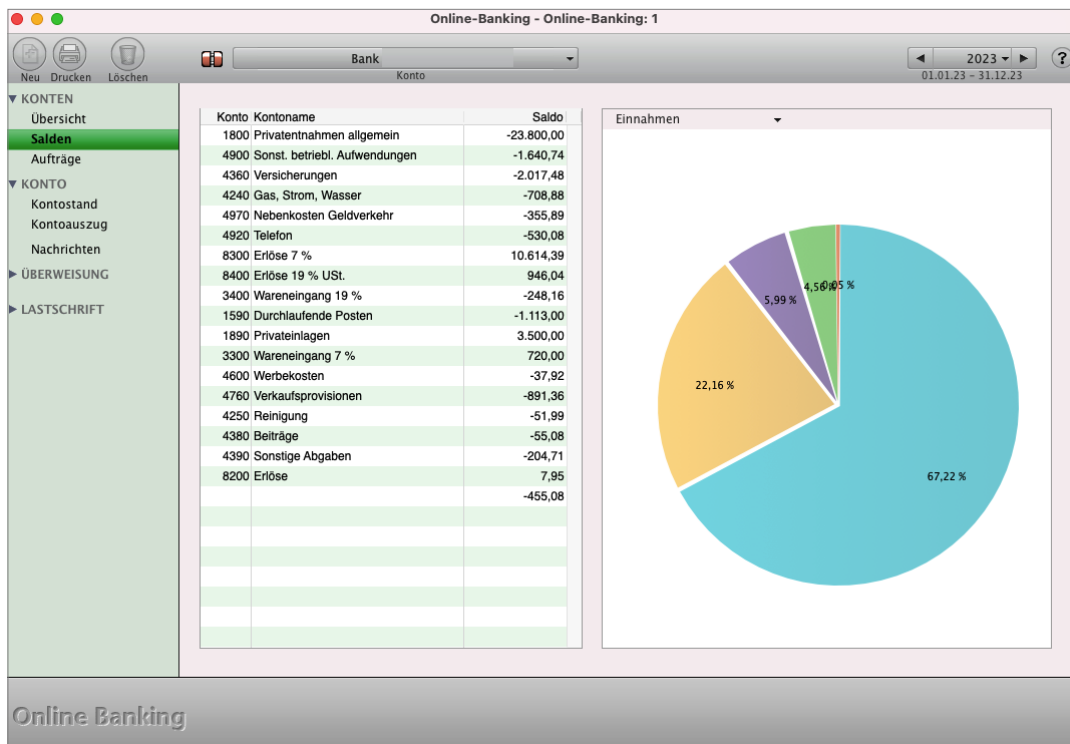 Online-Banking - Online-Banking: 1
Neu Drucken Löschen
Bank
Konto
2023
01.01.23 - 31.12.23
?
KONTEN
Übersicht
Salden
Aufträge
KONTO
Kontostand
Kontoauszug
Nachrichten
ÜBERWEISUNG
LASTSCHRIFT
Konto Kontoname Saldo
1800 Privatentnahmen allgemein -23.800,00
4900 Sonst. betriebl. Aufwendungen -1.640,74
4360 Versicherungen -2.017,48
4240 Gas, Strom, Wasser -708,88
4970 Nebenkosten Geldverkehr -355,89
4920 Telefon -530,08
8300 Erlöse 7 % 10.614,39
8400 Erlöse 19 % USt. 946,04
3400 Wareneingang 19 % -248,16
1590 Durchlaufende Posten -1.113,00
1890 Privateinlagen 3.500,00
3300 Wareneingang 7 % 720,00
4600 Werbekosten -37,92
4760 Verkaufsprovisionen -891,36
4250 Reinigung -51,99
4380 Beiträge -55,08
4390 Sonstige Abgaben -204,71
8200 Erlöse 7,95
-455,08
Einnahmen
5,99 %
4,56 %
0,05 %
22,16 %
67,22 %
Online Banking